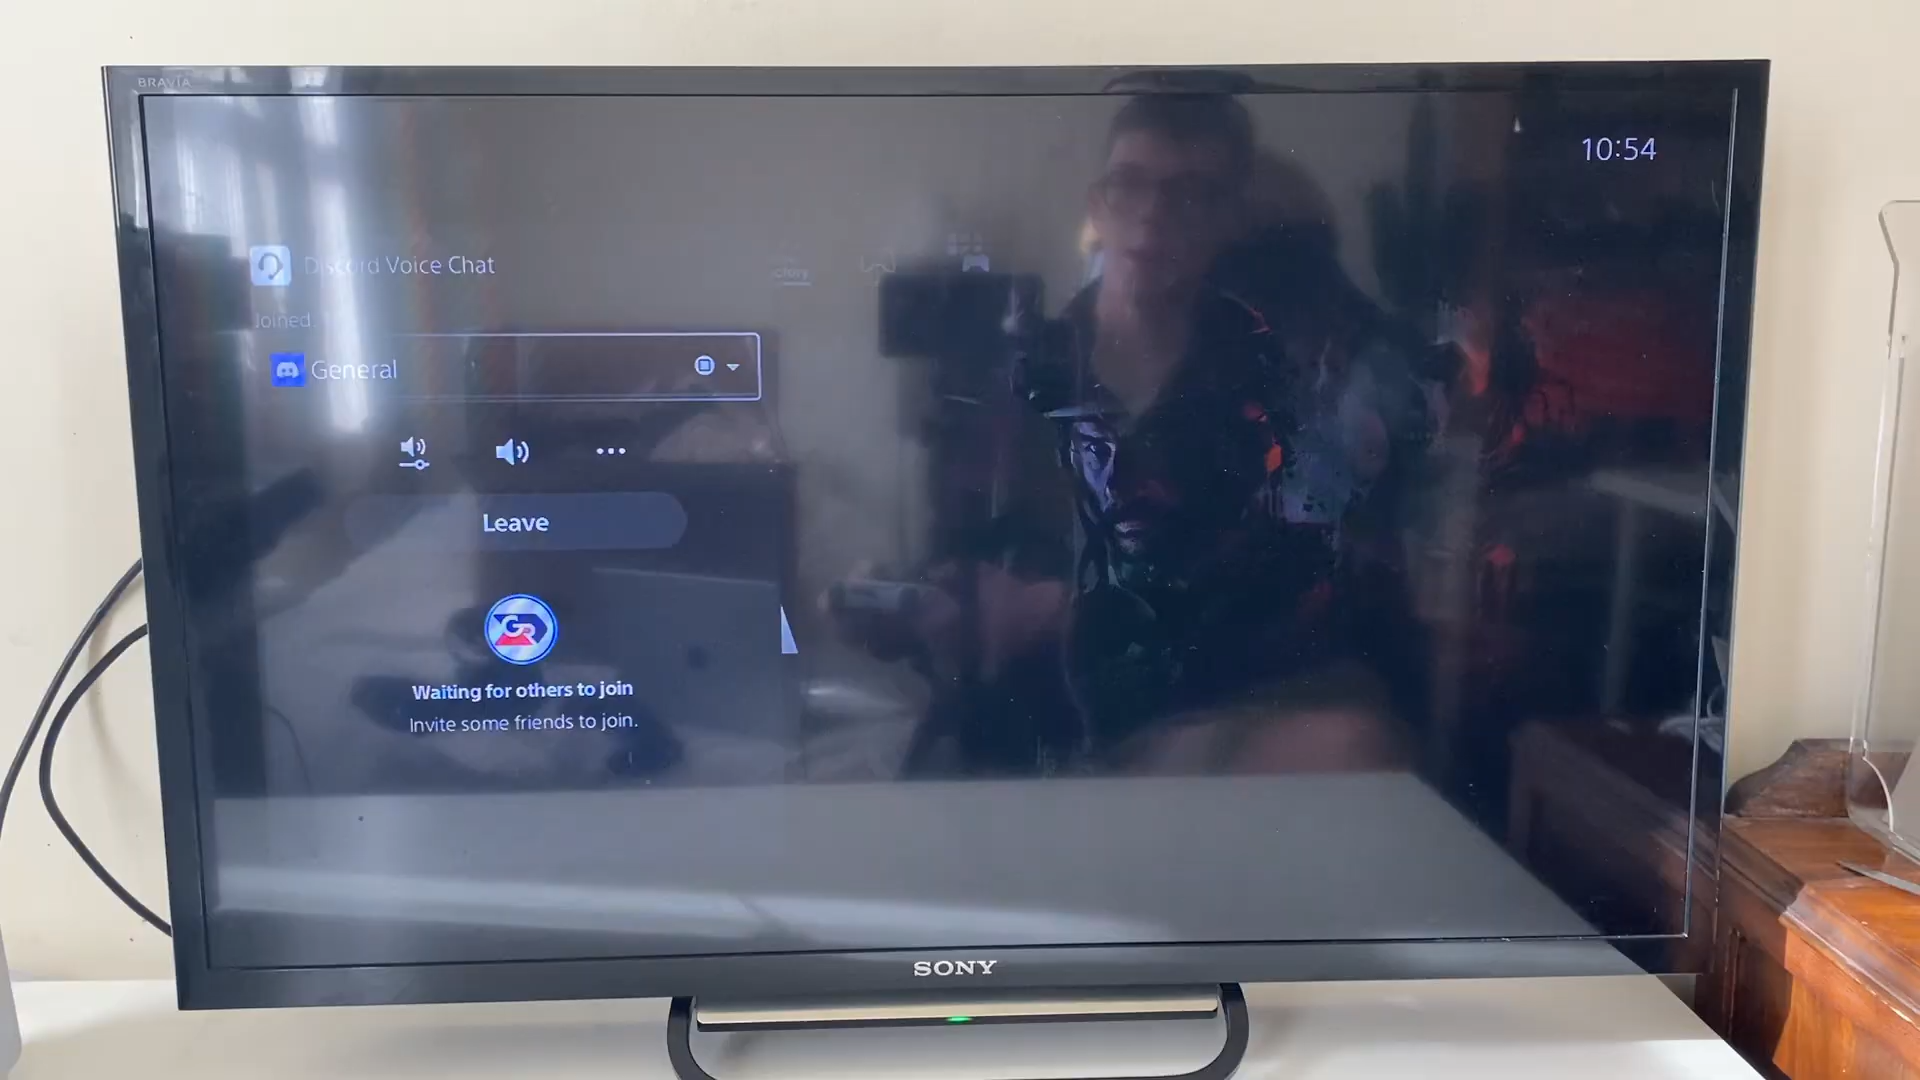 BRAVIA
10:54
Discord Voice Chat
Joined:
General
Leave
GR
Waiting for others to join
Invite some friends to join.
SONY